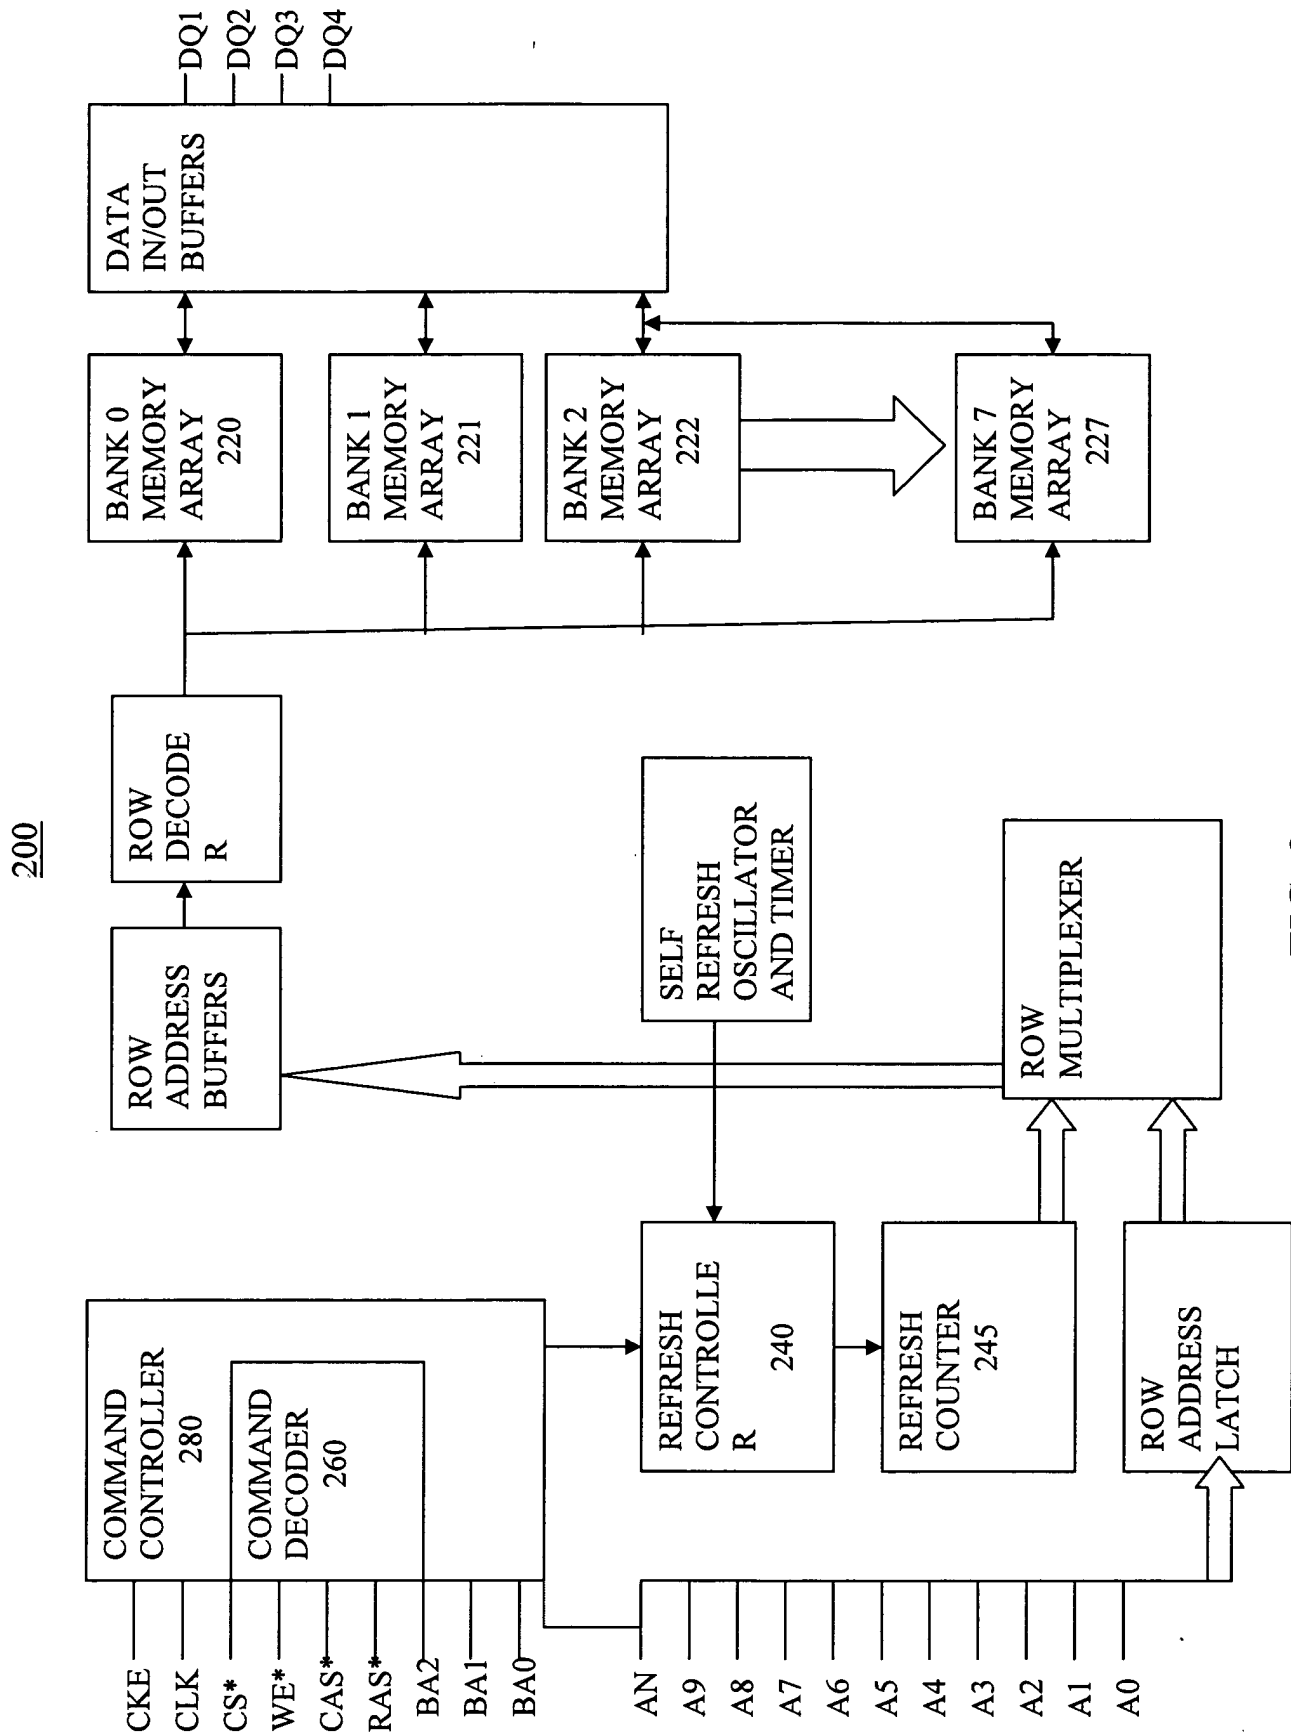 200
COMMAND
CONTROLLER
280
COMMAND
DECODER
260
CKE
CLK
CS*
WE*
CAS*
RAS*
BA2
BA1
BA0
AN
A9
A8
A7
A6
A5
A4
A3
A2
A1
A0
REFRESH
CONTROLLE
R
240
REFRESH
COUNTER
245
ROW
ADDRESS
LATCH
ROW
MULTIPLEXER
SELF
REFRESH
OSCILLATOR
AND TIMER
ROW
ADDRESS
BUFFERS
ROW
DECODE
R
BANK 0
MEMORY
ARRAY
220
BANK 1
MEMORY
ARRAY
221
BANK 2
MEMORY
ARRAY
222
BANK 7
MEMORY
ARRAY
227
DATA
IN/OUT
BUFFERS
DQ1
DQ2
DQ3
DQ4